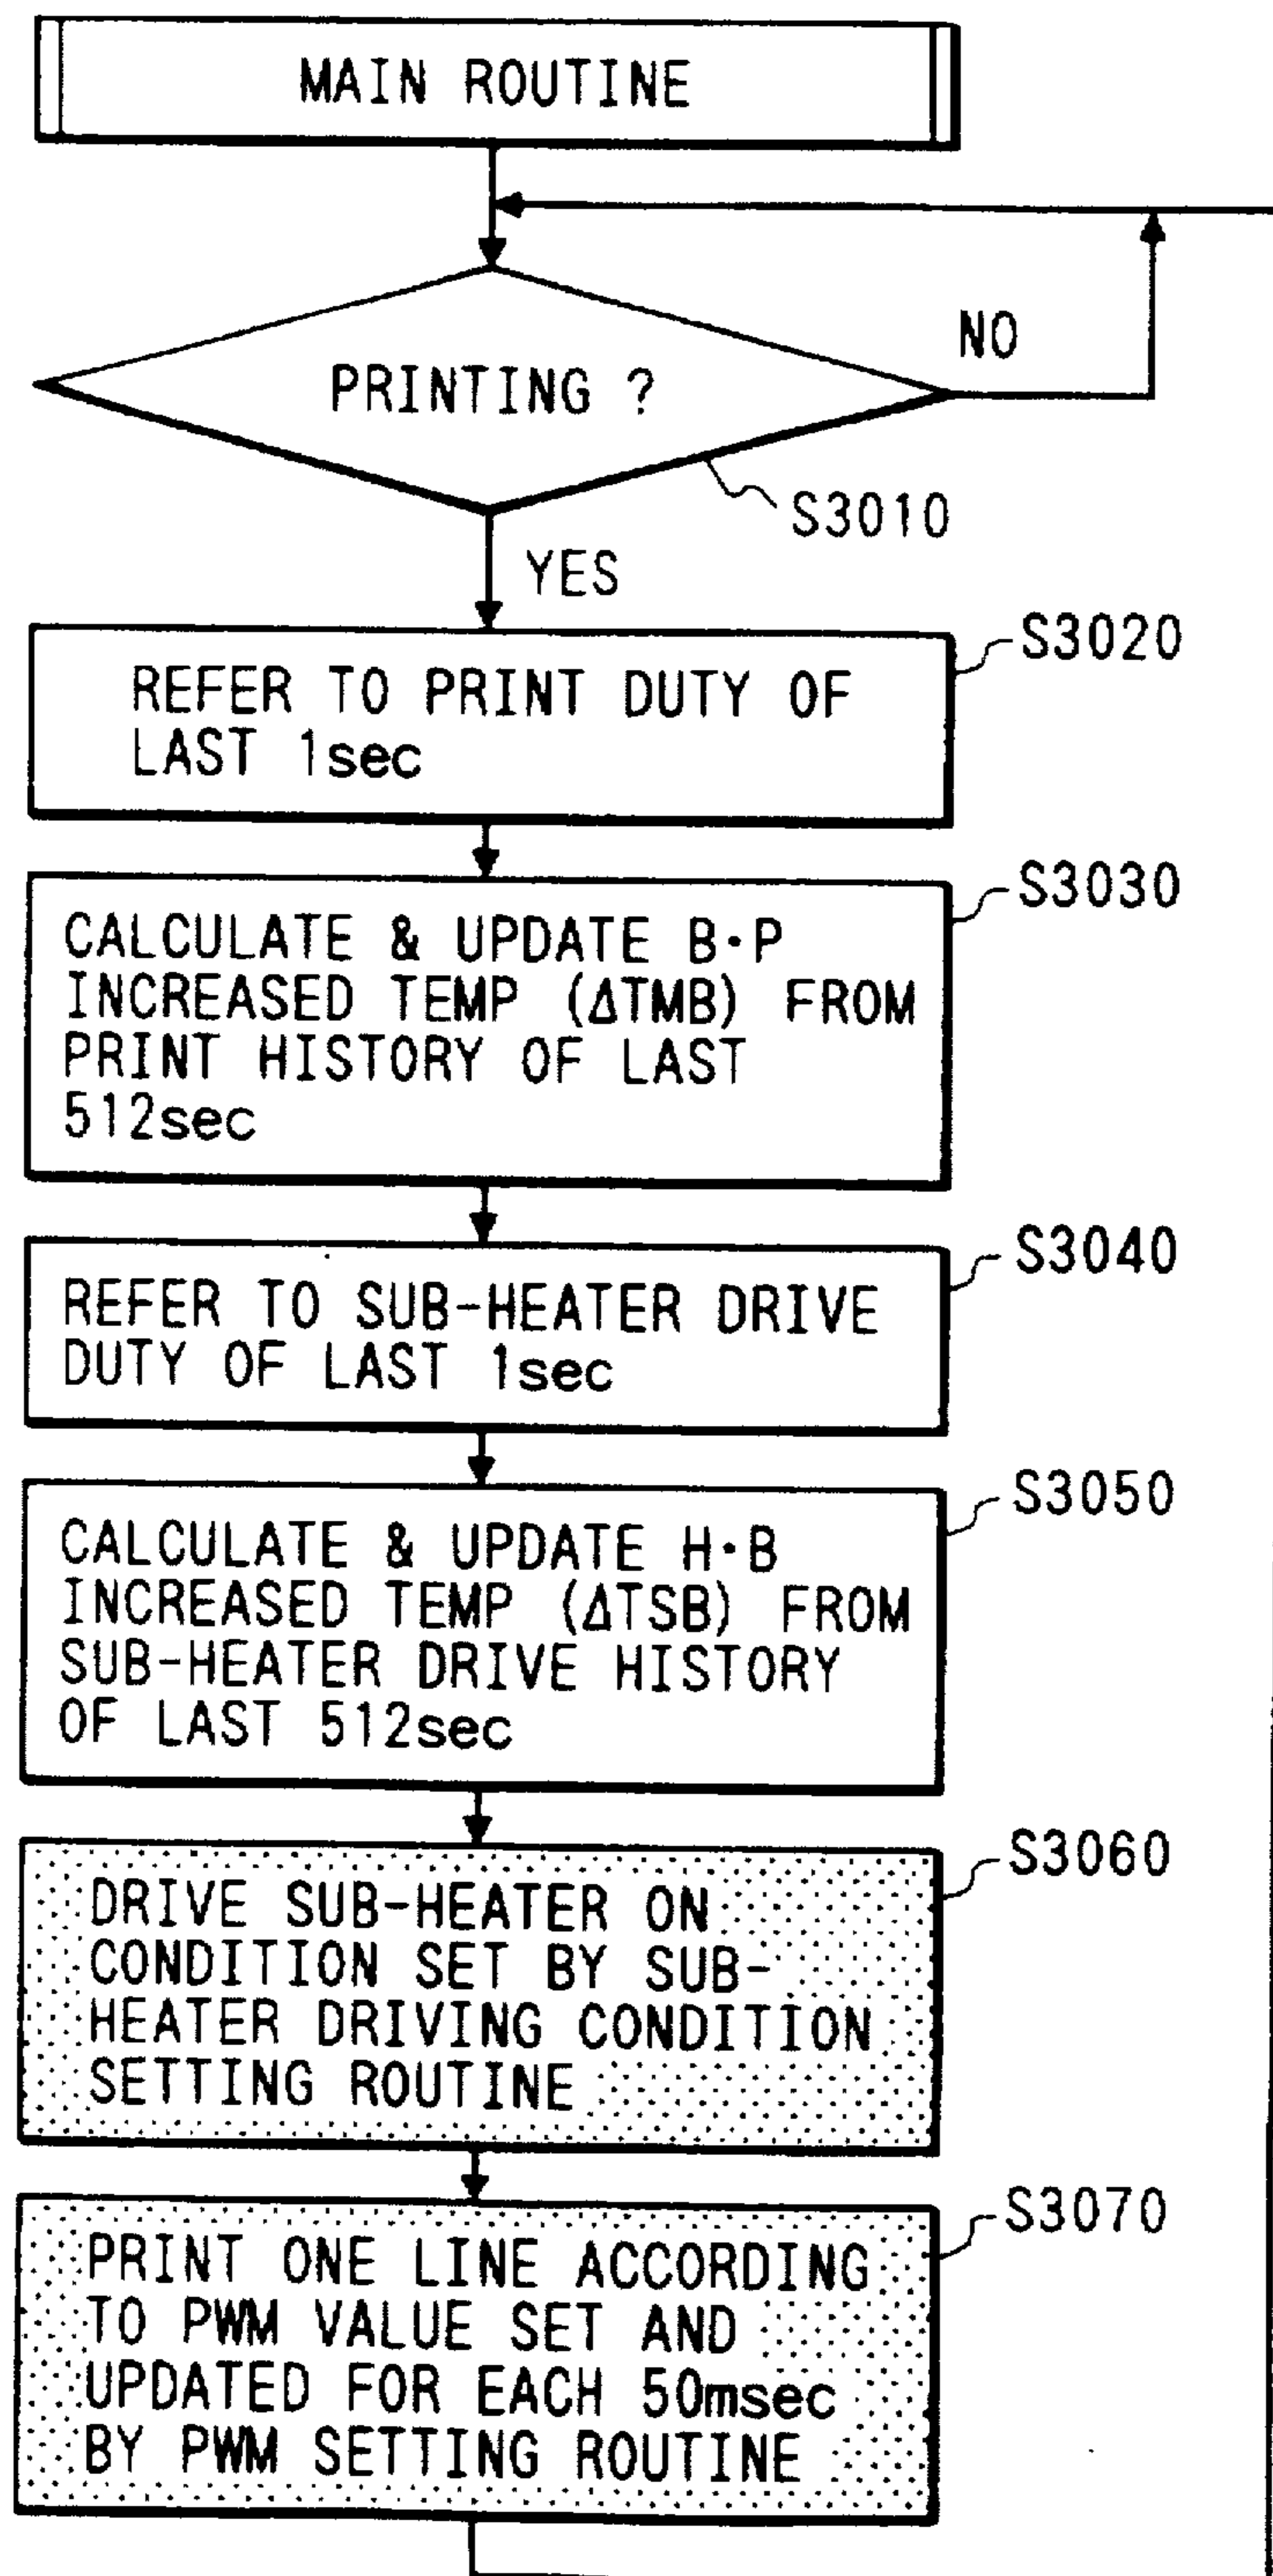 MAIN ROUTINE
PRINTING ?
NO
S3010
YES
S3020
REFER TO PRINT DUTY OF
LAST 1sec
S3030
CALCULATE & UPDATE B·P
INCREASED TEMP (ΔTMB) FROM
PRINT HISTORY OF LAST
512sec
S3040
REFER TO SUB-HEATER DRIVE
DUTY OF LAST 1sec
S3050
CALCULATE & UPDATE H·B
INCREASED TEMP (ΔTSB) FROM
SUB-HEATER DRIVE HISTORY
OF LAST 512sec
S3060
DRIVE SUB-HEATER ON
CONDITION SET BY SUB-
HEATER DRIVING CONDITION
SETTING ROUTINE
S3070
PRINT ONE LINE ACCORDING
TO PWM VALUE SET AND
UPDATED FOR EACH 50msec
BY PWM SETTING ROUTINE